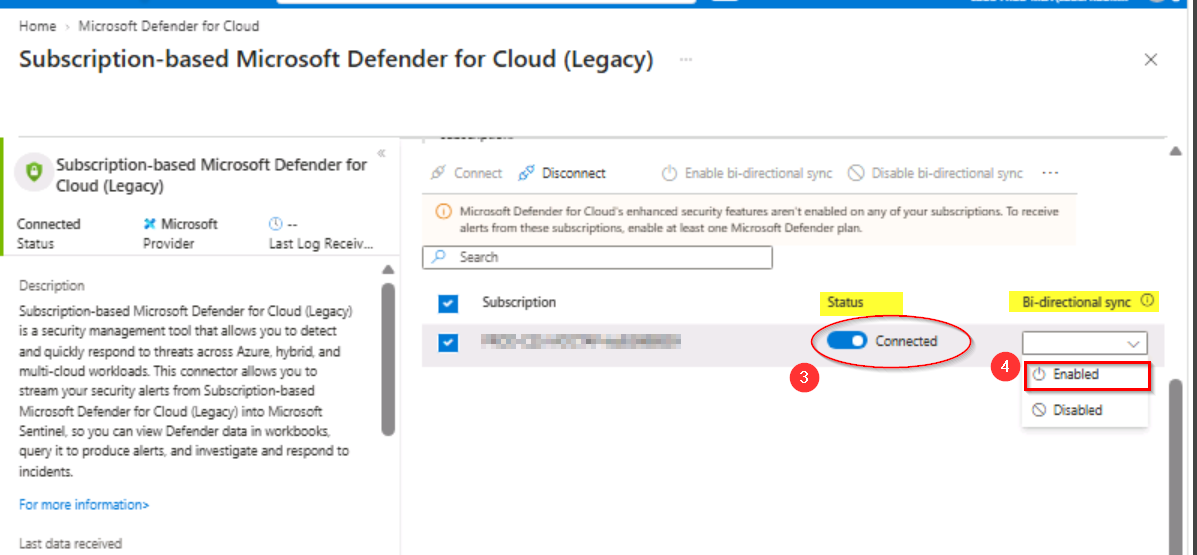 Home > Microsoft Defender for Cloud
Subscription-based Microsoft Defender for Cloud (Legacy) ...
Subscription-based Microsoft Defender for
Cloud (Legacy)
Connected
Status
Microsoft
Provider
--
Last Log Receiv...
Description
Subscription-based Microsoft Defender for Cloud (Legacy)
is a security management tool that allows you to detect
and quickly respond to threats across Azure, hybrid, and
multi-cloud workloads. This connector allows you to
stream your security alerts from Subscription-based
Microsoft Defender for Cloud (Legacy) into Microsoft
Sentinel, so you can view Defender data in workbooks,
query it to produce alerts, and investigate and respond to
incidents.
For more information>
Last data received
Connect Disconnect Enable bi-directional sync Disable bi-directional sync ...
Microsoft Defender for Cloud's enhanced security features aren't enabled on any of your subscriptions. To receive
alerts from these subscriptions, enable at least one Microsoft Defender plan.
Search
Subscription Status Bi-directional sync
Connected
3
4
Enabled
Disabled